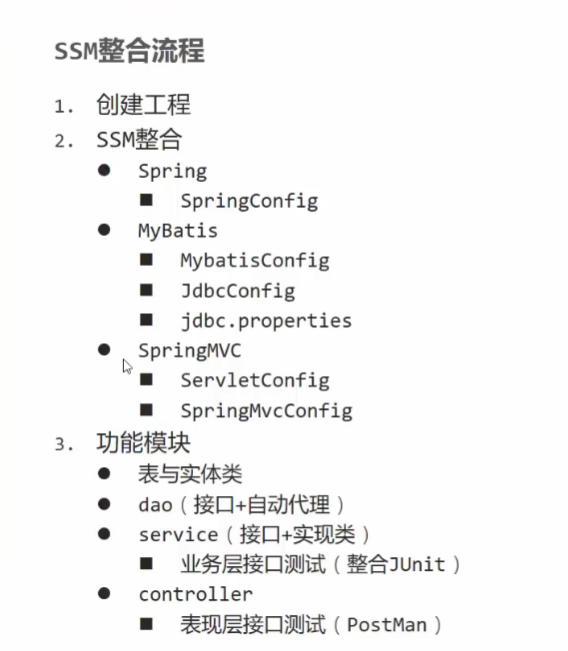 SSM整合流程
1. 创建工程
2. SSM整合
● Spring
■ SpringConfig
● MyBatis
■ MybatisConfig
■ JdbcConfig
■ jdbc.properties
● SpringMVC
■ ServletConfig
■ SpringMvcConfig
3. 功能模块
● 表与实体类
● dao（接口+自动代理）
● service（接口+实现类）
■ 业务层接口测试（整合JUnit）
● controller
■ 表现层接口测试（PostMan）